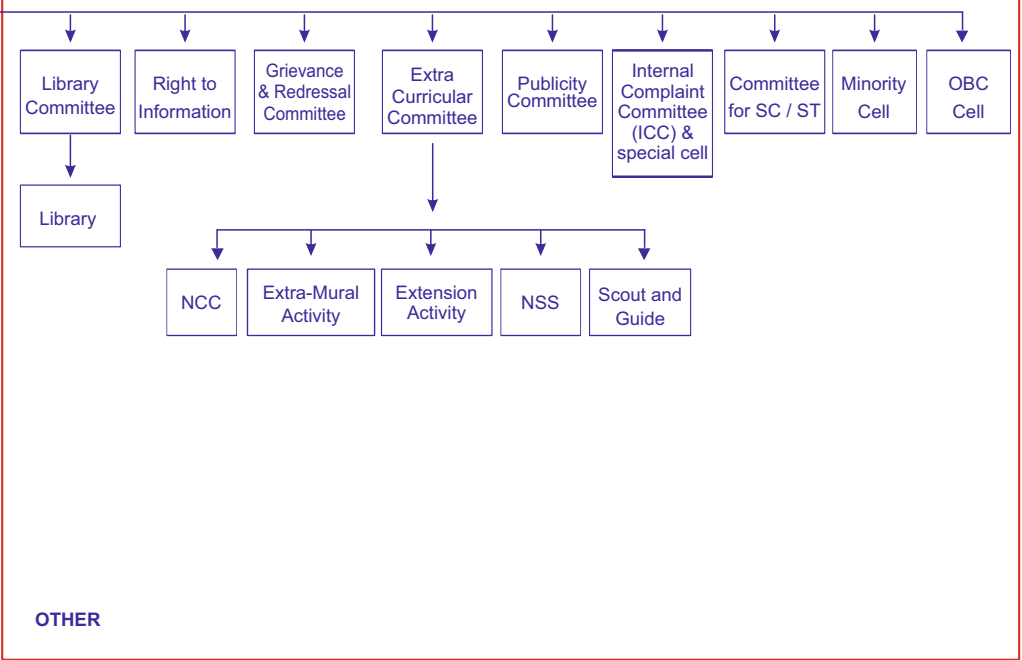 Library
Committee
Right to
Information
Grievance
& Redressal
Committee
Extra
Curricular
Committee
Publicity
Committee
Internal
Complaint
Committee
(ICC) &
special cell
Committee
for SC / ST
Minority
Cell
OBC
Cell
Library
NCC
Extra-Mural
Activity
Extension
Activity
NSS
Scout and
Guide
OTHER